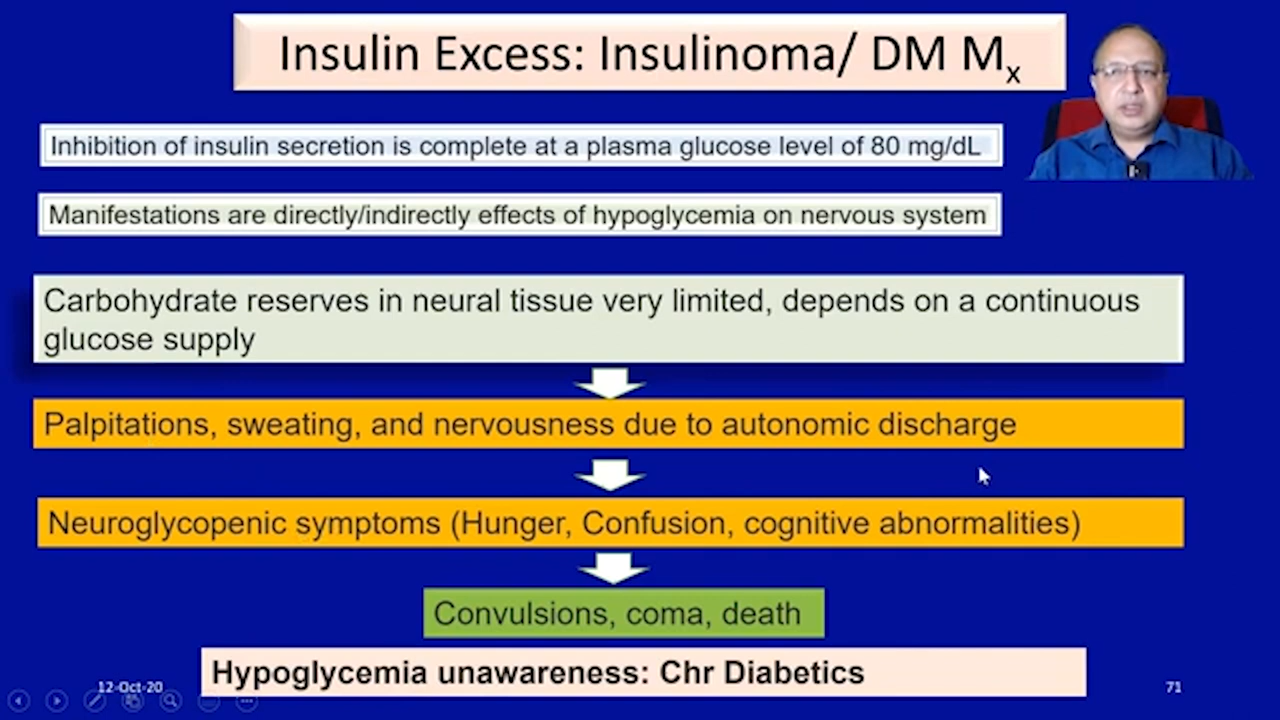 Insulin Excess: Insulinoma/ DM Mx
Inhibition of insulin secretion is complete at a plasma glucose level of 80 mg/dL
Manifestations are directly/indirectly effects of hypoglycemia on nervous system
Carbohydrate reserves in neural tissue very limited, depends on a continuous
glucose supply
Palpitations, sweating, and nervousness due to autonomic discharge
Neuroglycopenic symptoms (Hunger, Confusion, cognitive abnormalities)
Convulsions, coma, death
Hypoglycemia unawareness: Chr Diabetics
12-Oct-20
71